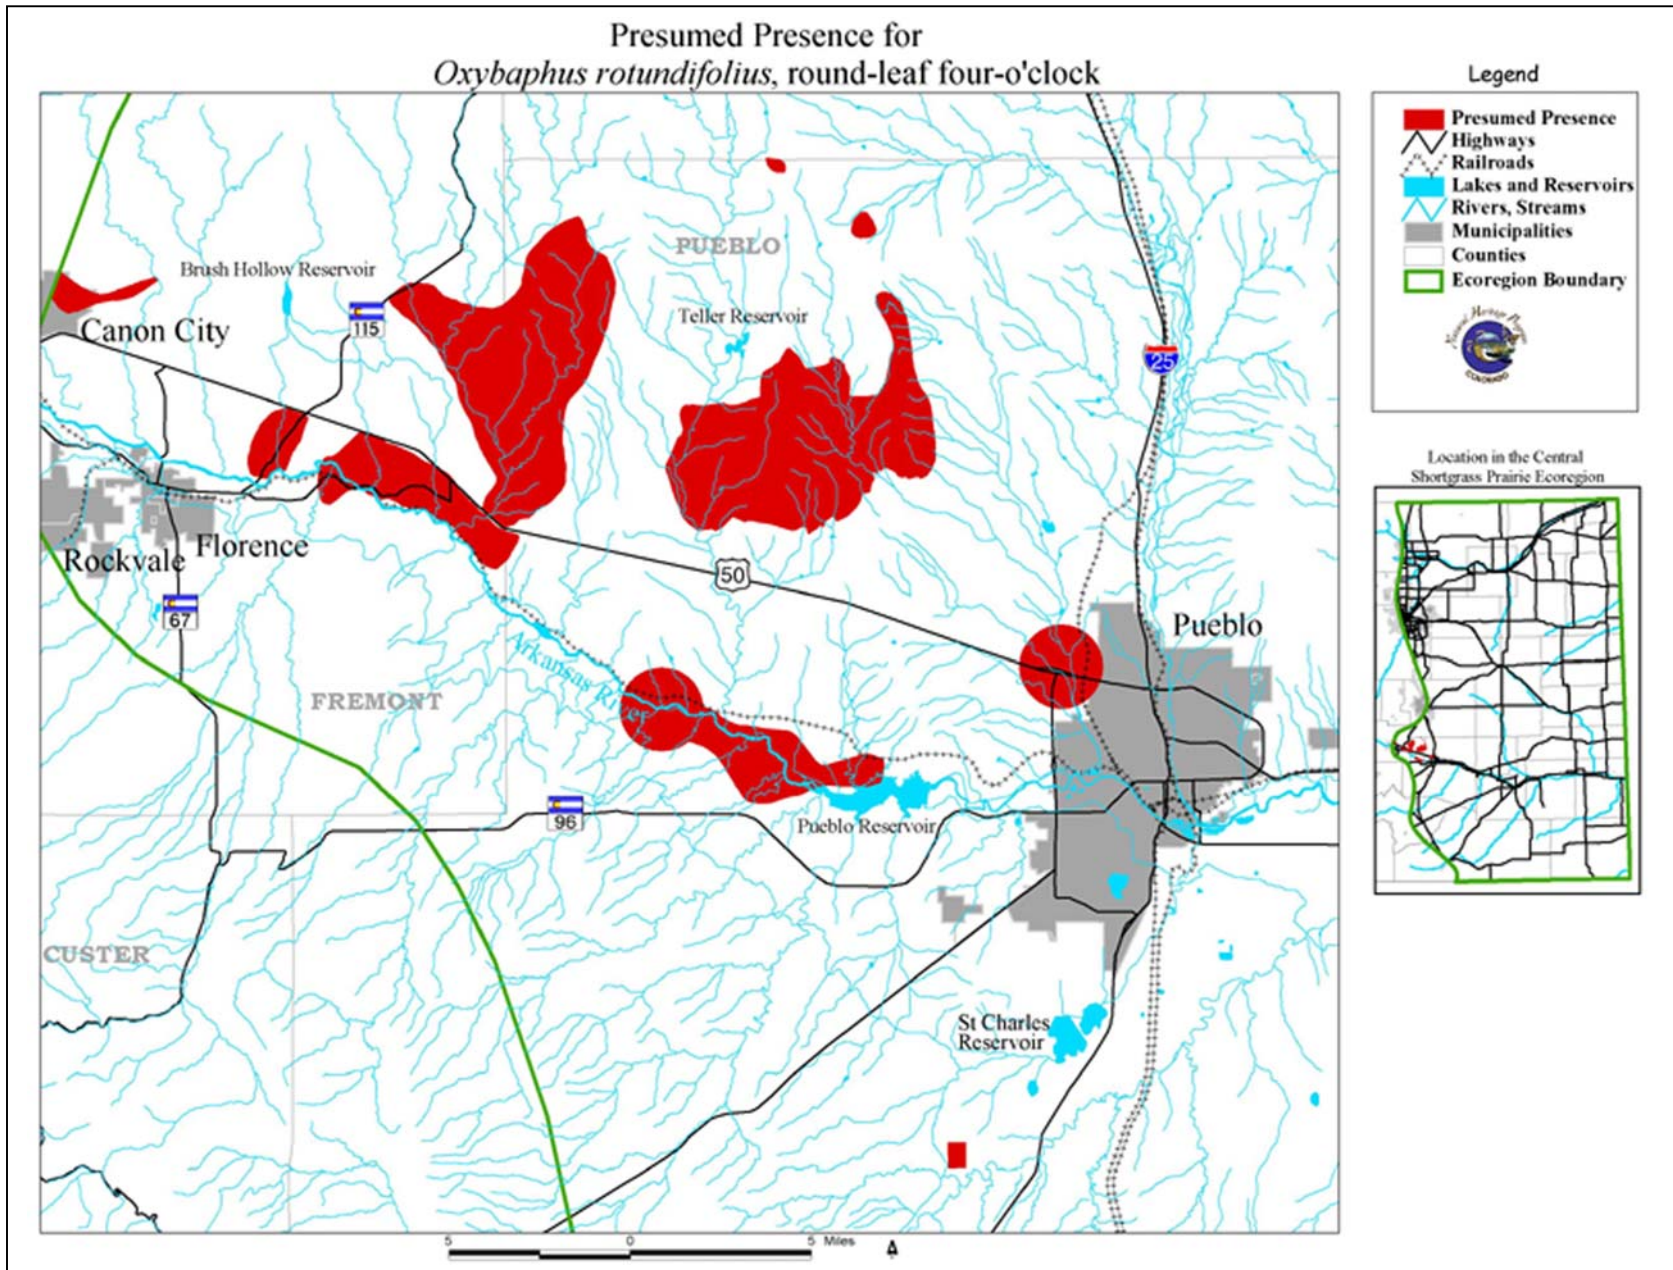 Presumed Presence for
Oxybaphus rotundifolius, round-leaf four-o'clock
Legend
Presumed Presence
Highways
Railroads
Lakes and Reservoirs
Rivers, Streams
Municipalities
Counties
Ecoregion Boundary
COLORADO
Location in the Central
Shortgrass Prairie Ecoregion
PUEBLO
Brush Hollow Reservoir
115
Canon City
Teller Reservoir
25
Rockvale
Florence
50
67
Pueblo
Arkansas River
FREMONT
96
Pueblo Reservoir
CUSTER
St Charles
Reservoir
5 0 5 Miles